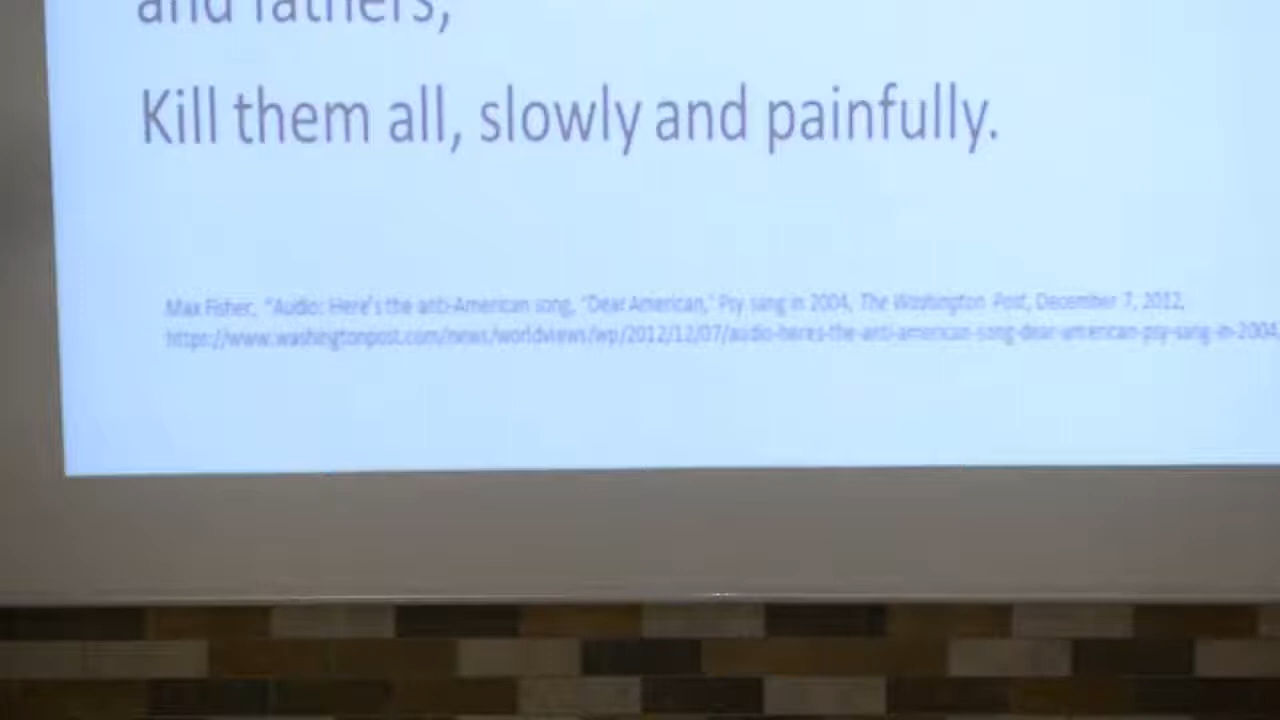 and fathers,
Kill them all, slowly and painfully.
Max Fisher, "Audio: Here's the anti-American song, "Dear American,' Psy sang in 2004, The Washington Post, December 7, 2012,
https://www.washingtonpost.com/news/worldviews/wp/2012/12/07/audio-heres-the-anti-american-song-dear-american-psy-sang-in-2004